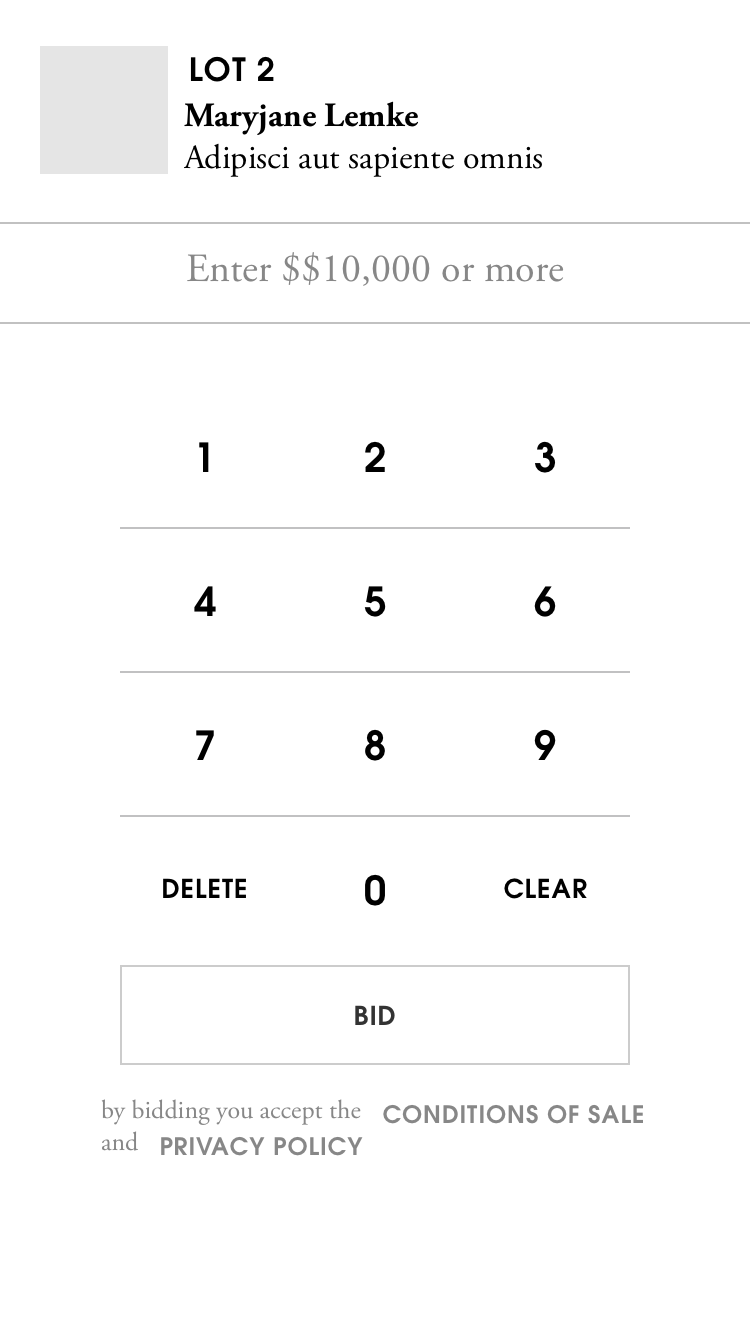 LOT 2
Maryjane Lemke
Adipisci aut sapiente omnis
Enter $$10,000 or more
1 2 3
4 5 6
7 8 9
DELETE 0 CLEAR
BID
by bidding you accept the CONDITIONS OF SALE
and PRIVACY POLICY